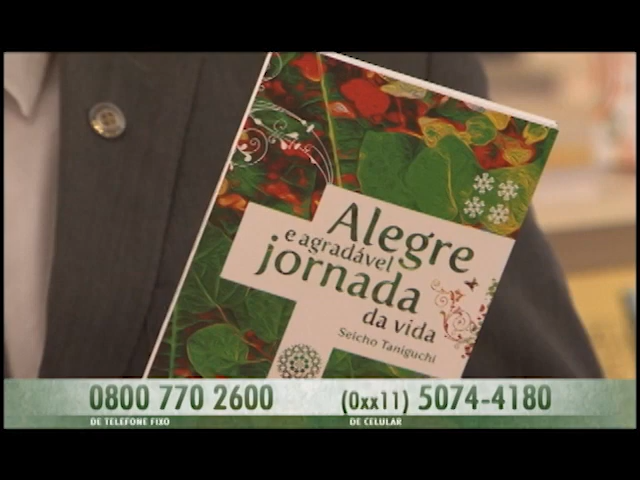 Alegre
e agradável
jornada
da vida
Seicho Taniguchi
0800 770 2600 (0xx11) 5074-4180
DE TELEFONE FIXO DE CELULAR